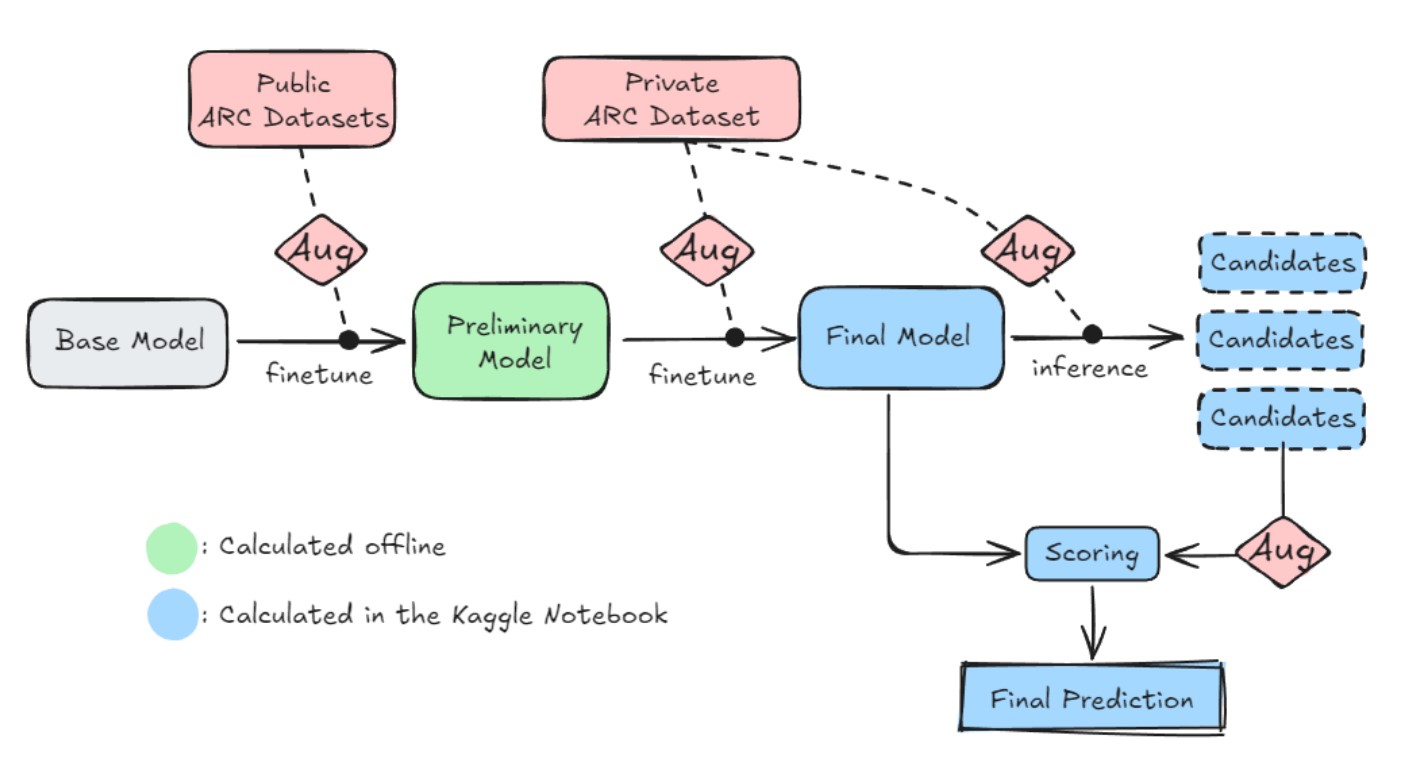 Public
ARC Datasets
Private
ARC Dataset
Aug
Aug
Aug
Candidates
Base Model
finetune
Preliminary
Model
finetune
Final Model
inference
Candidates
Candidates
: Calculated offline
Scoring
Aug
: Calculated in the Kaggle Notebook
Final Prediction